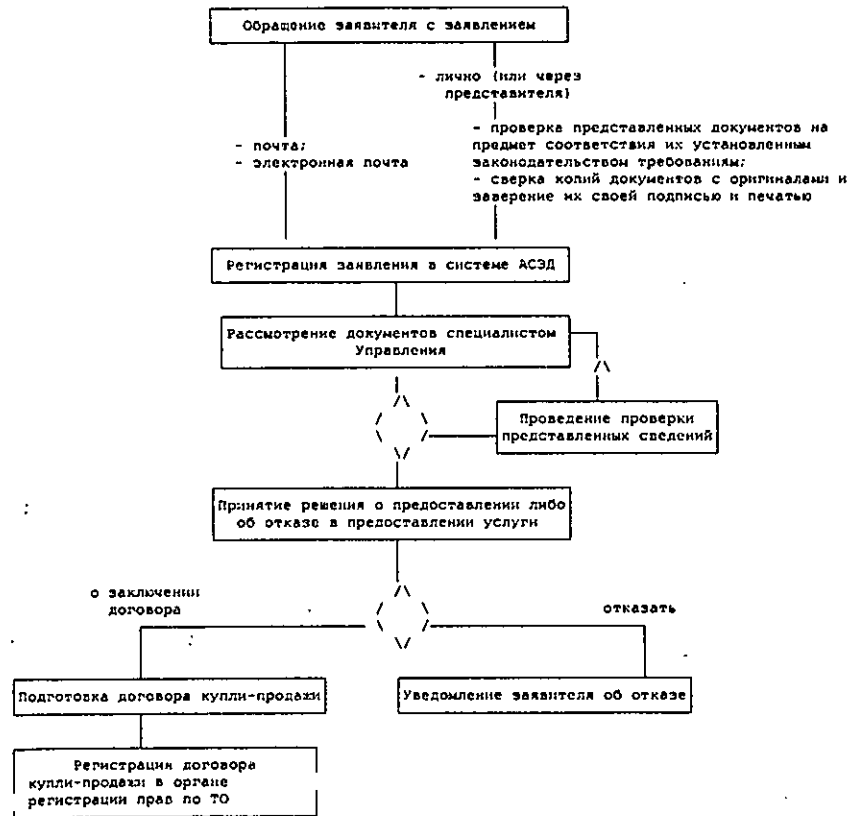 Обращение заявителя с заявлением
- лично (или через
представителя)
- почта;
- электронная почта
- проверка представленных документов на
предмет соответствия их установленным
законодательством требованиям;
- сверка копий документов с оригиналами и
заверение их своей подписью и печатью
Регистрация заявления в системе АСЭД
Рассмотрение документов специалистом
Управления
Проведение проверки
представленных сведений
Принятие решения о предоставлении либо
об отказе в предоставлении услуги
о заключении
договора
отказать
Подготовка договора купли-продажи
Уведомление заявителя об отказе
Регистрация договора
купли-продажи в органе
регистрации прав по ТО